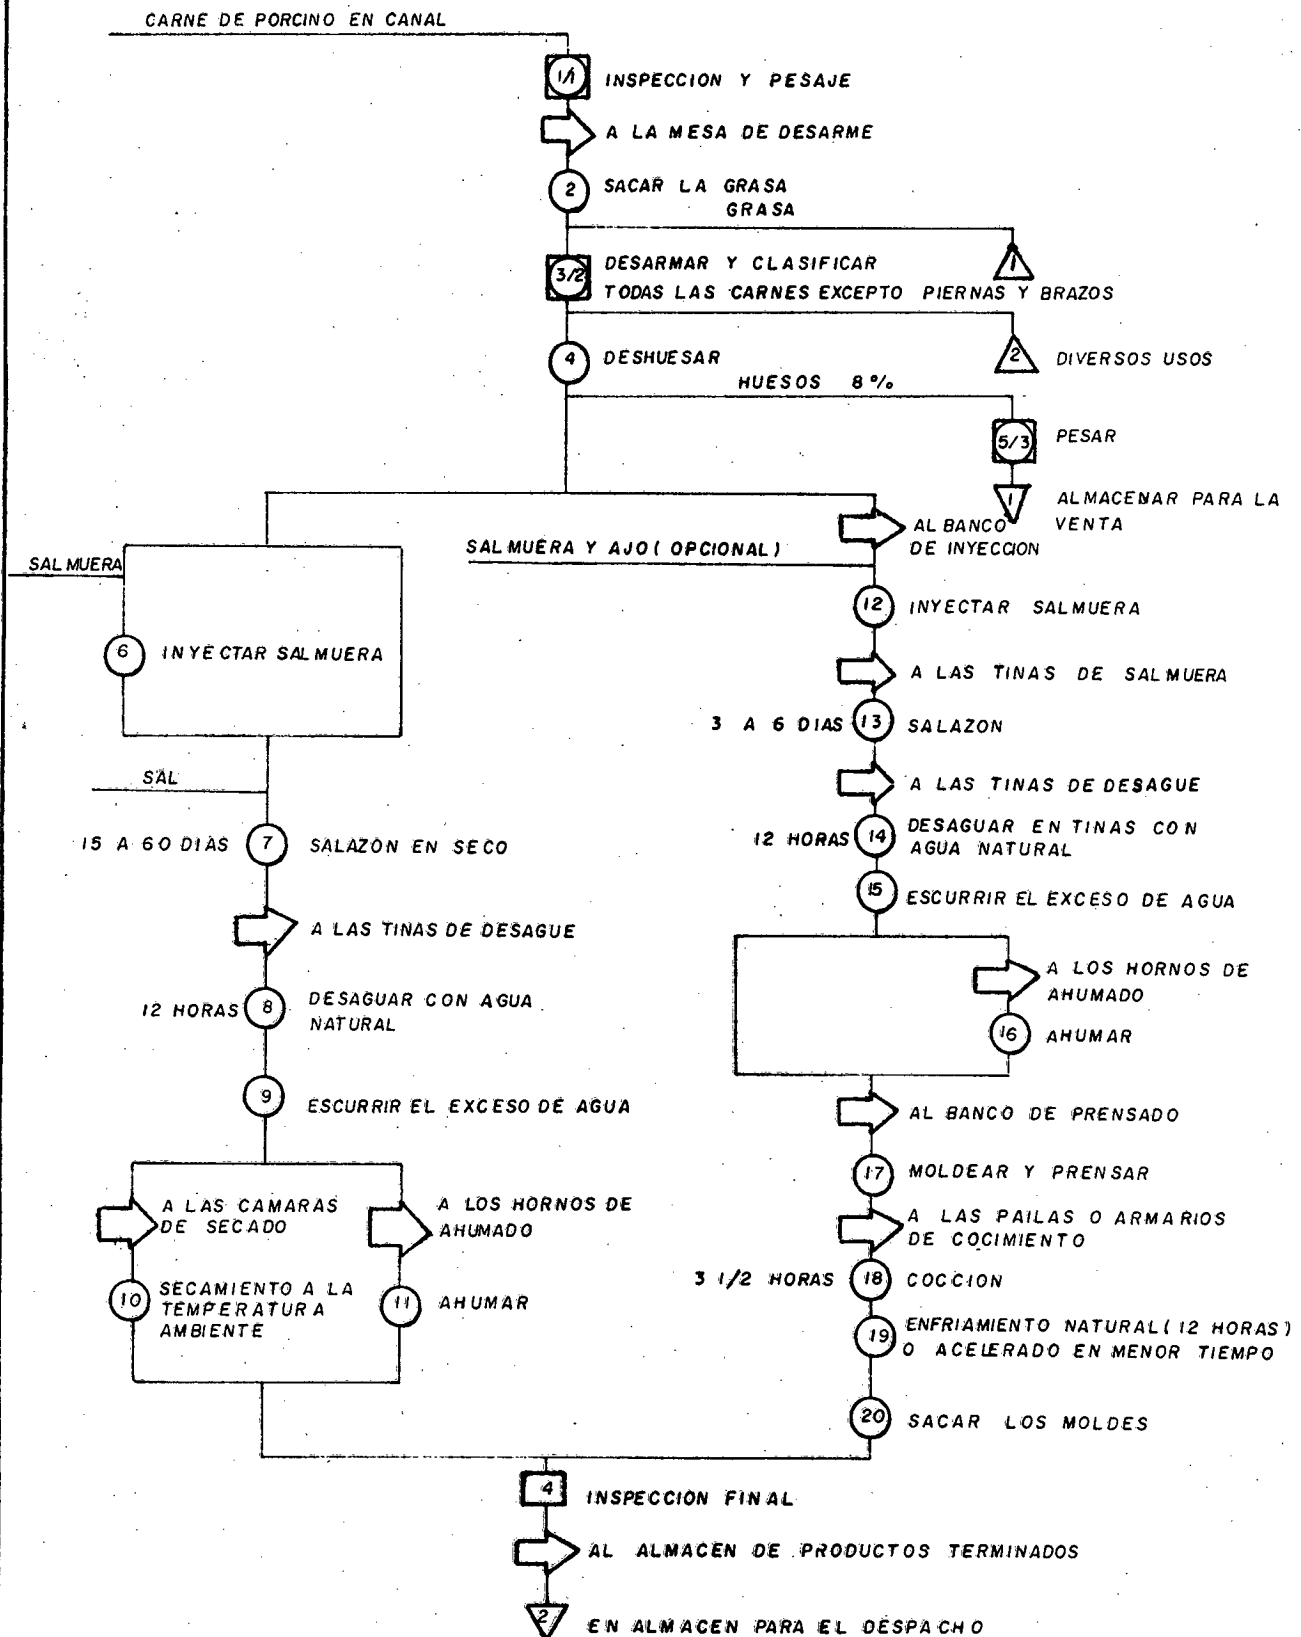 CARNE DE PORCINO EN CANAL
1/1
INSPECCION Y PESAJE
A LA MESA DE DESARME
2
SACAR LA GRASA
GRASA
1
3/2
DESARMAR Y CLASIFICAR
TODAS LAS CARNES EXCEPTO PIERNAS Y BRAZOS
2
DIVERSOS USOS
4
DESHUESAR
HUESOS 8%
5/3
PESAR
1
ALMACENAR PARA LA
VENTA
AL BANCO
DE INYECCION
SALMUERA Y AJO (OPCIONAL)
SALMUERA
6
INYECTAR SALMUERA
SAL
15 A 60 DIAS
7
SALAZON EN SECO
A LAS TINAS DE DESAGUE
12 HORAS
8
DESAGUAR CON AGUA
NATURAL
9
ESCURRIR EL EXCESO DE AGUA
A LAS CAMARAS
DE SECADO
A LOS HORNOS DE
AHUMADO
10
SECAMIENTO A LA
TEMPERATURA
AMBIENTE
11
AHUMAR
12
INYECTAR SALMUERA
A LAS TINAS DE SALMUERA
3 A 6 DIAS
13
SALAZON
A LAS TINAS DE DESAGUE
12 HORAS
14
DESAGUAR EN TINAS CON
AGUA NATURAL
15
ESCURRIR EL EXCESO DE AGUA
A LOS HORNOS DE
AHUMADO
16
AHUMAR
AL BANCO DE PRENSADO
17
MOLDEAR Y PRENSAR
A LAS PAILAS O ARMARIOS
DE COCIMIENTO
3 1/2 HORAS
18
COCCION
19
ENFRIAMIENTO NATURAL (12 HORAS)
O ACELERADO EN MENOR TIEMPO
20
SACAR LOS MOLDES
4
INSPECCION FINAL
AL ALMACEN DE PRODUCTOS TERMINADOS
2
EN ALMACEN PARA EL DESPACHO